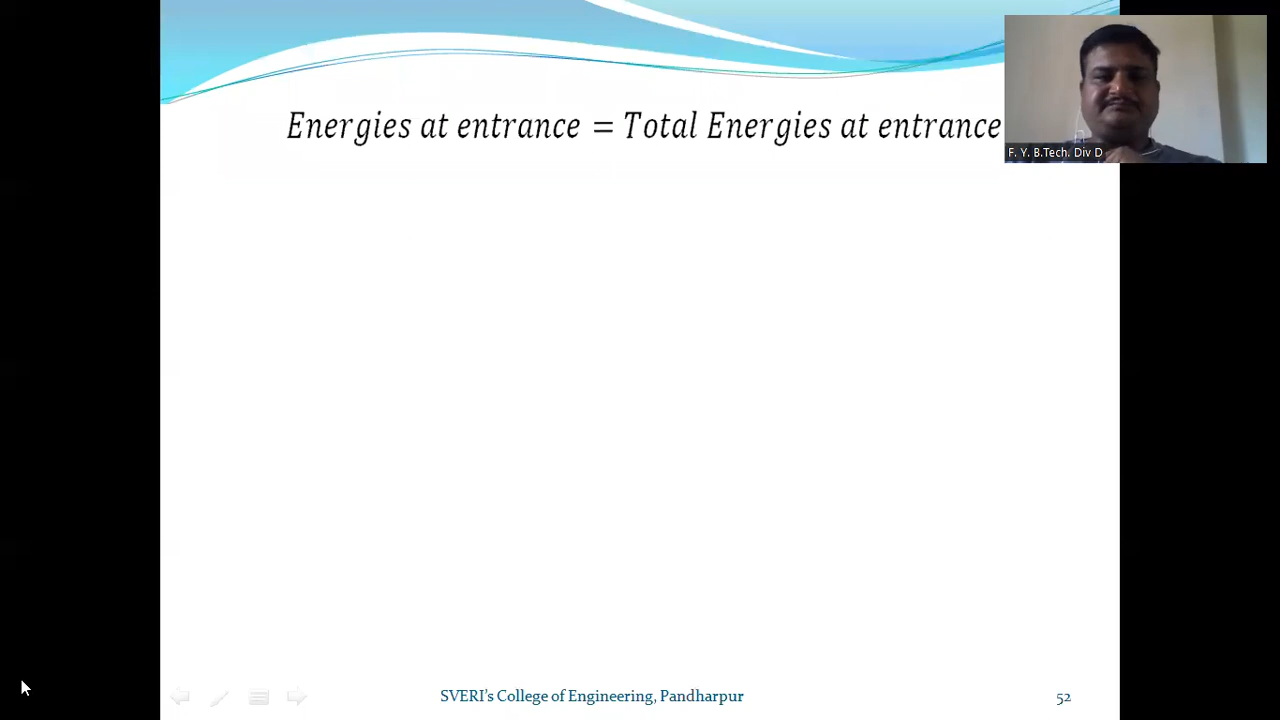 Energies at entrance = Total Energies at entrance
F. Y. B.Tech. Div D
SVERI's College of Engineering, Pandharpur
52